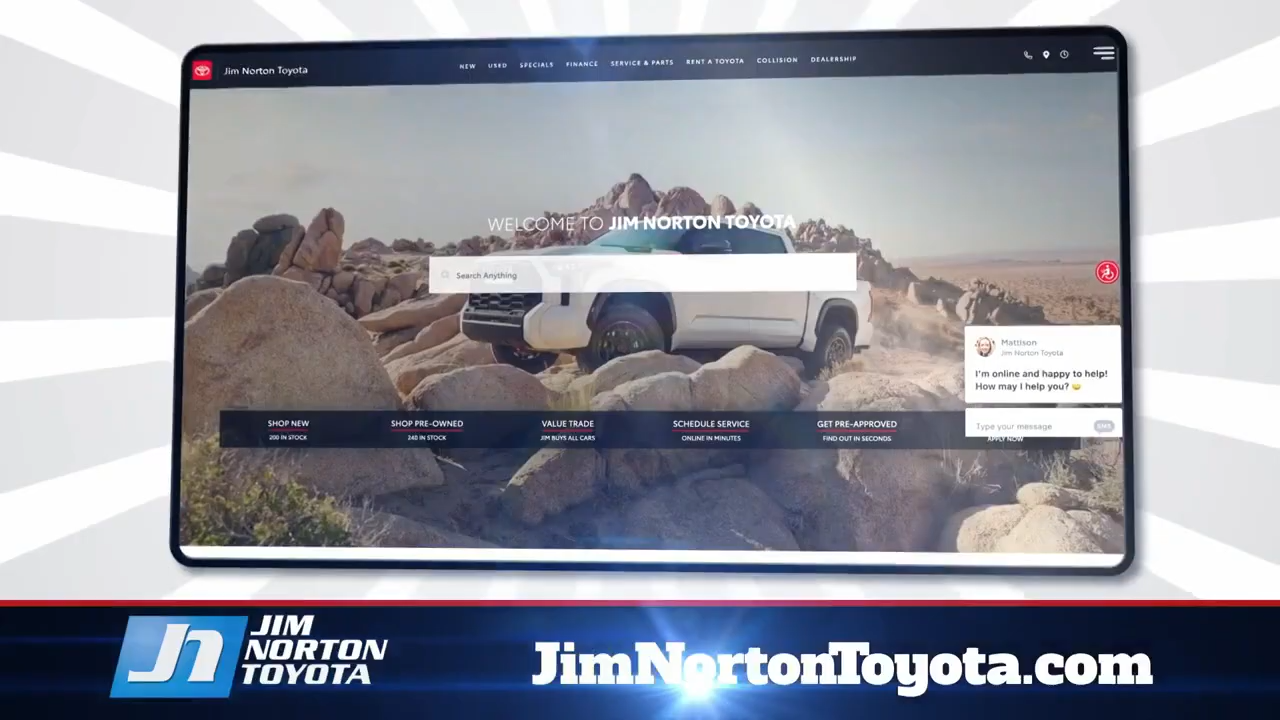 Jim Norton Toyota
NEW USED SPECIALS FINANCE SERVICE & PARTS RENT A TOYOTA COLLISION DEALERSHIP
WELCOME TO JIM NORTON TOYOTA
Search Anything
Mattison
Jim Norton Toyota
I'm online and happy to help!
How may I help you?
Type your message
SMS
SHOP NEW
200 IN STOCK
SHOP PRE-OWNED
240 IN STOCK
VALUE TRADE
JIM BUYS ALL CARS
SCHEDULE SERVICE
ONLINE IN MINUTES
GET PRE-APPROVED
FIND OUT IN SECONDS
APPLY NOW
Jn
JIM
NORTON
TOYOTA
JimNortonToyota.com